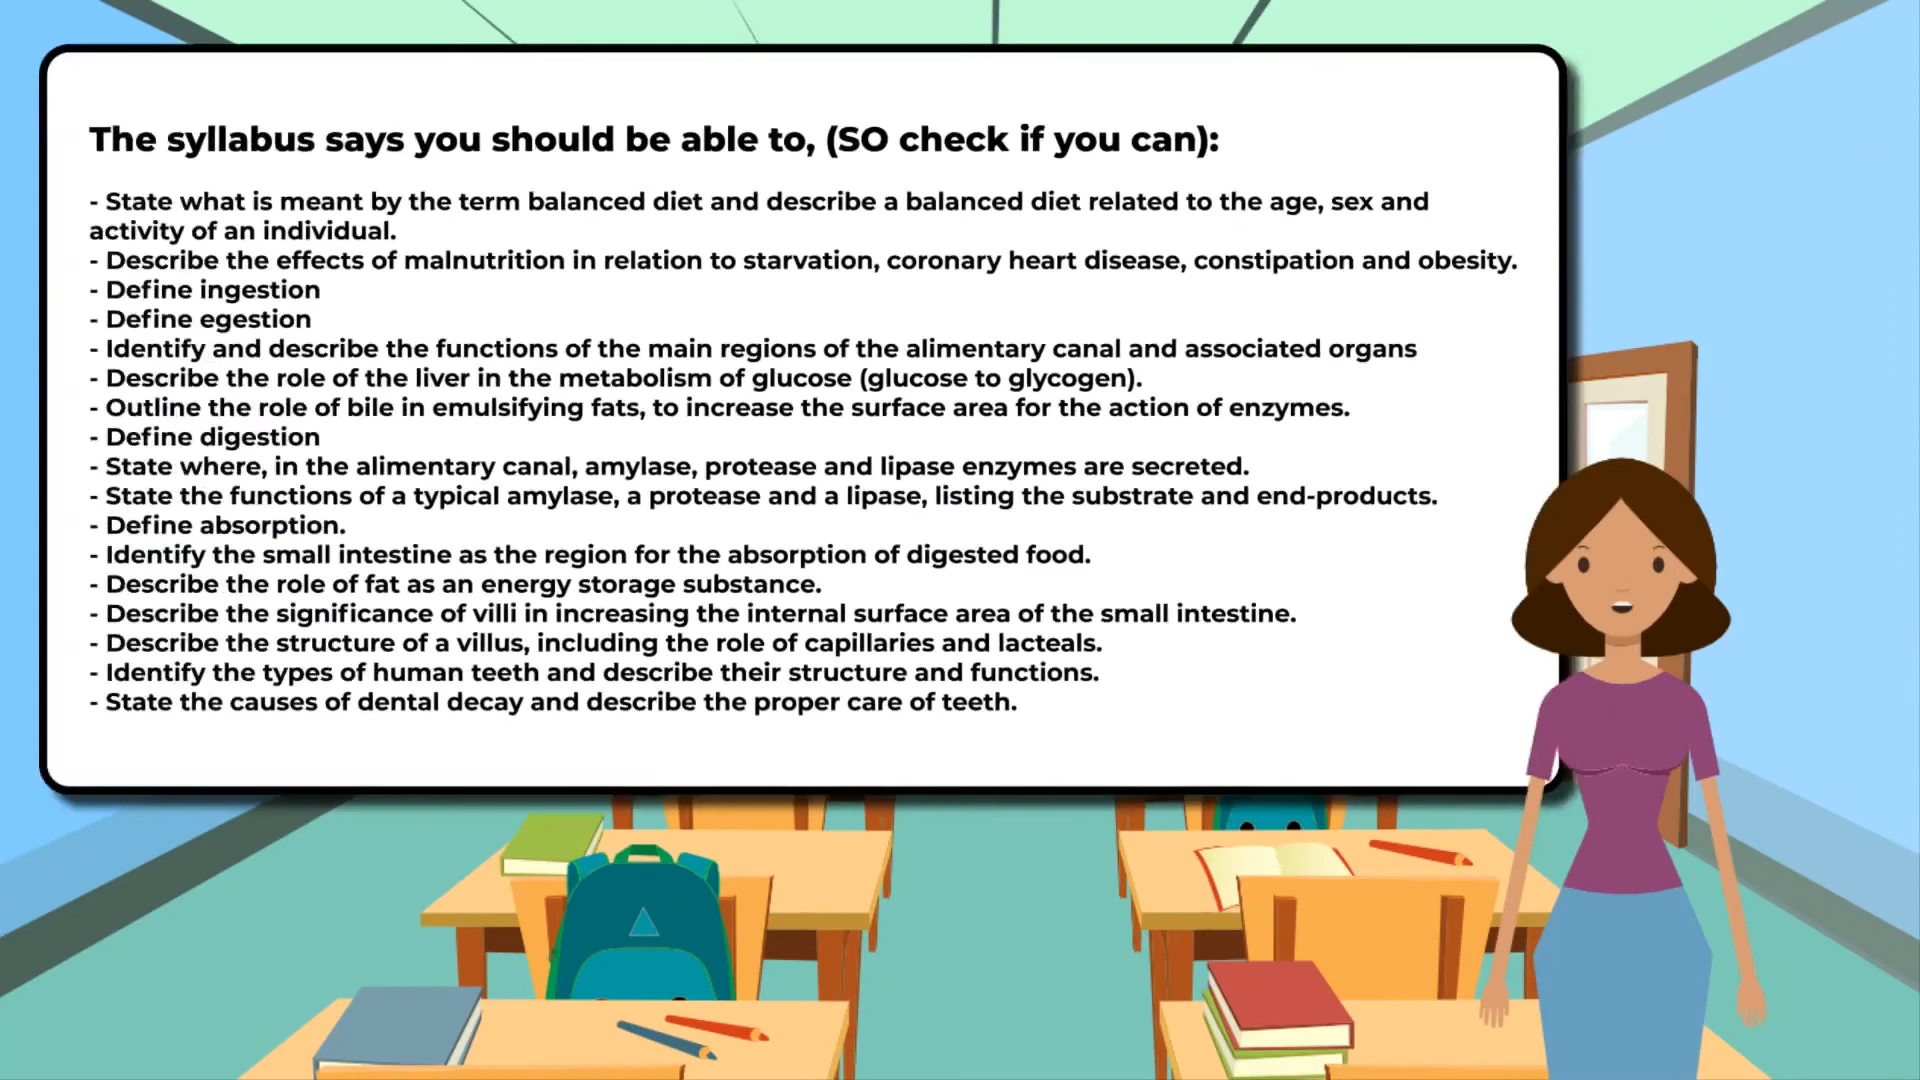 The syllabus says you should be able to, (SO check if you can):
- State what is meant by the term balanced diet and describe a balanced diet related to the age, sex and
activity of an individual.
- Describe the effects of malnutrition in relation to starvation, coronary heart disease, constipation and obesity.
- Define ingestion
- Define egestion
- Identify and describe the functions of the main regions of the alimentary canal and associated organs
- Describe the role of the liver in the metabolism of glucose (glucose to glycogen).
- Outline the role of bile in emulsifying fats, to increase the surface area for the action of enzymes.
- Define digestion
- State where, in the alimentary canal, amylase, protease and lipase enzymes are secreted.
- State the functions of a typical amylase, a protease and a lipase, listing the substrate and end-products.
- Define absorption.
- Identify the small intestine as the region for the absorption of digested food.
- Describe the role of fat as an energy storage substance.
- Describe the significance of villi in increasing the internal surface area of the small intestine.
- Describe the structure of a villus, including the role of capillaries and lacteals.
- Identify the types of human teeth and describe their structure and functions.
- State the causes of dental decay and describe the proper care of teeth.